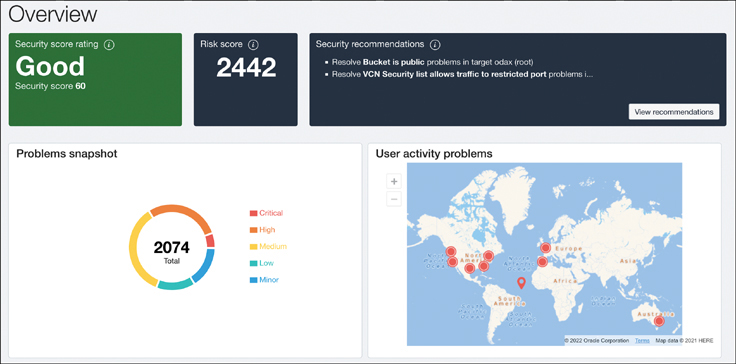 Overview
Security score rating i
Good
Security score 60
Risk score i
2442
Security recommendations i
Resolve Bucket is public problems in target odax (root)
Resolve VCN Security list allows traffic to restricted port problems i...
View recommendations
Problems snapshot
2074
Total
Critical
High
Medium
Low
Minor
User activity problems
+
−
Europe
Asia
Africa
South
America
Australia
© 2022 Oracle Corporation Terms Map data © 2021 HERE